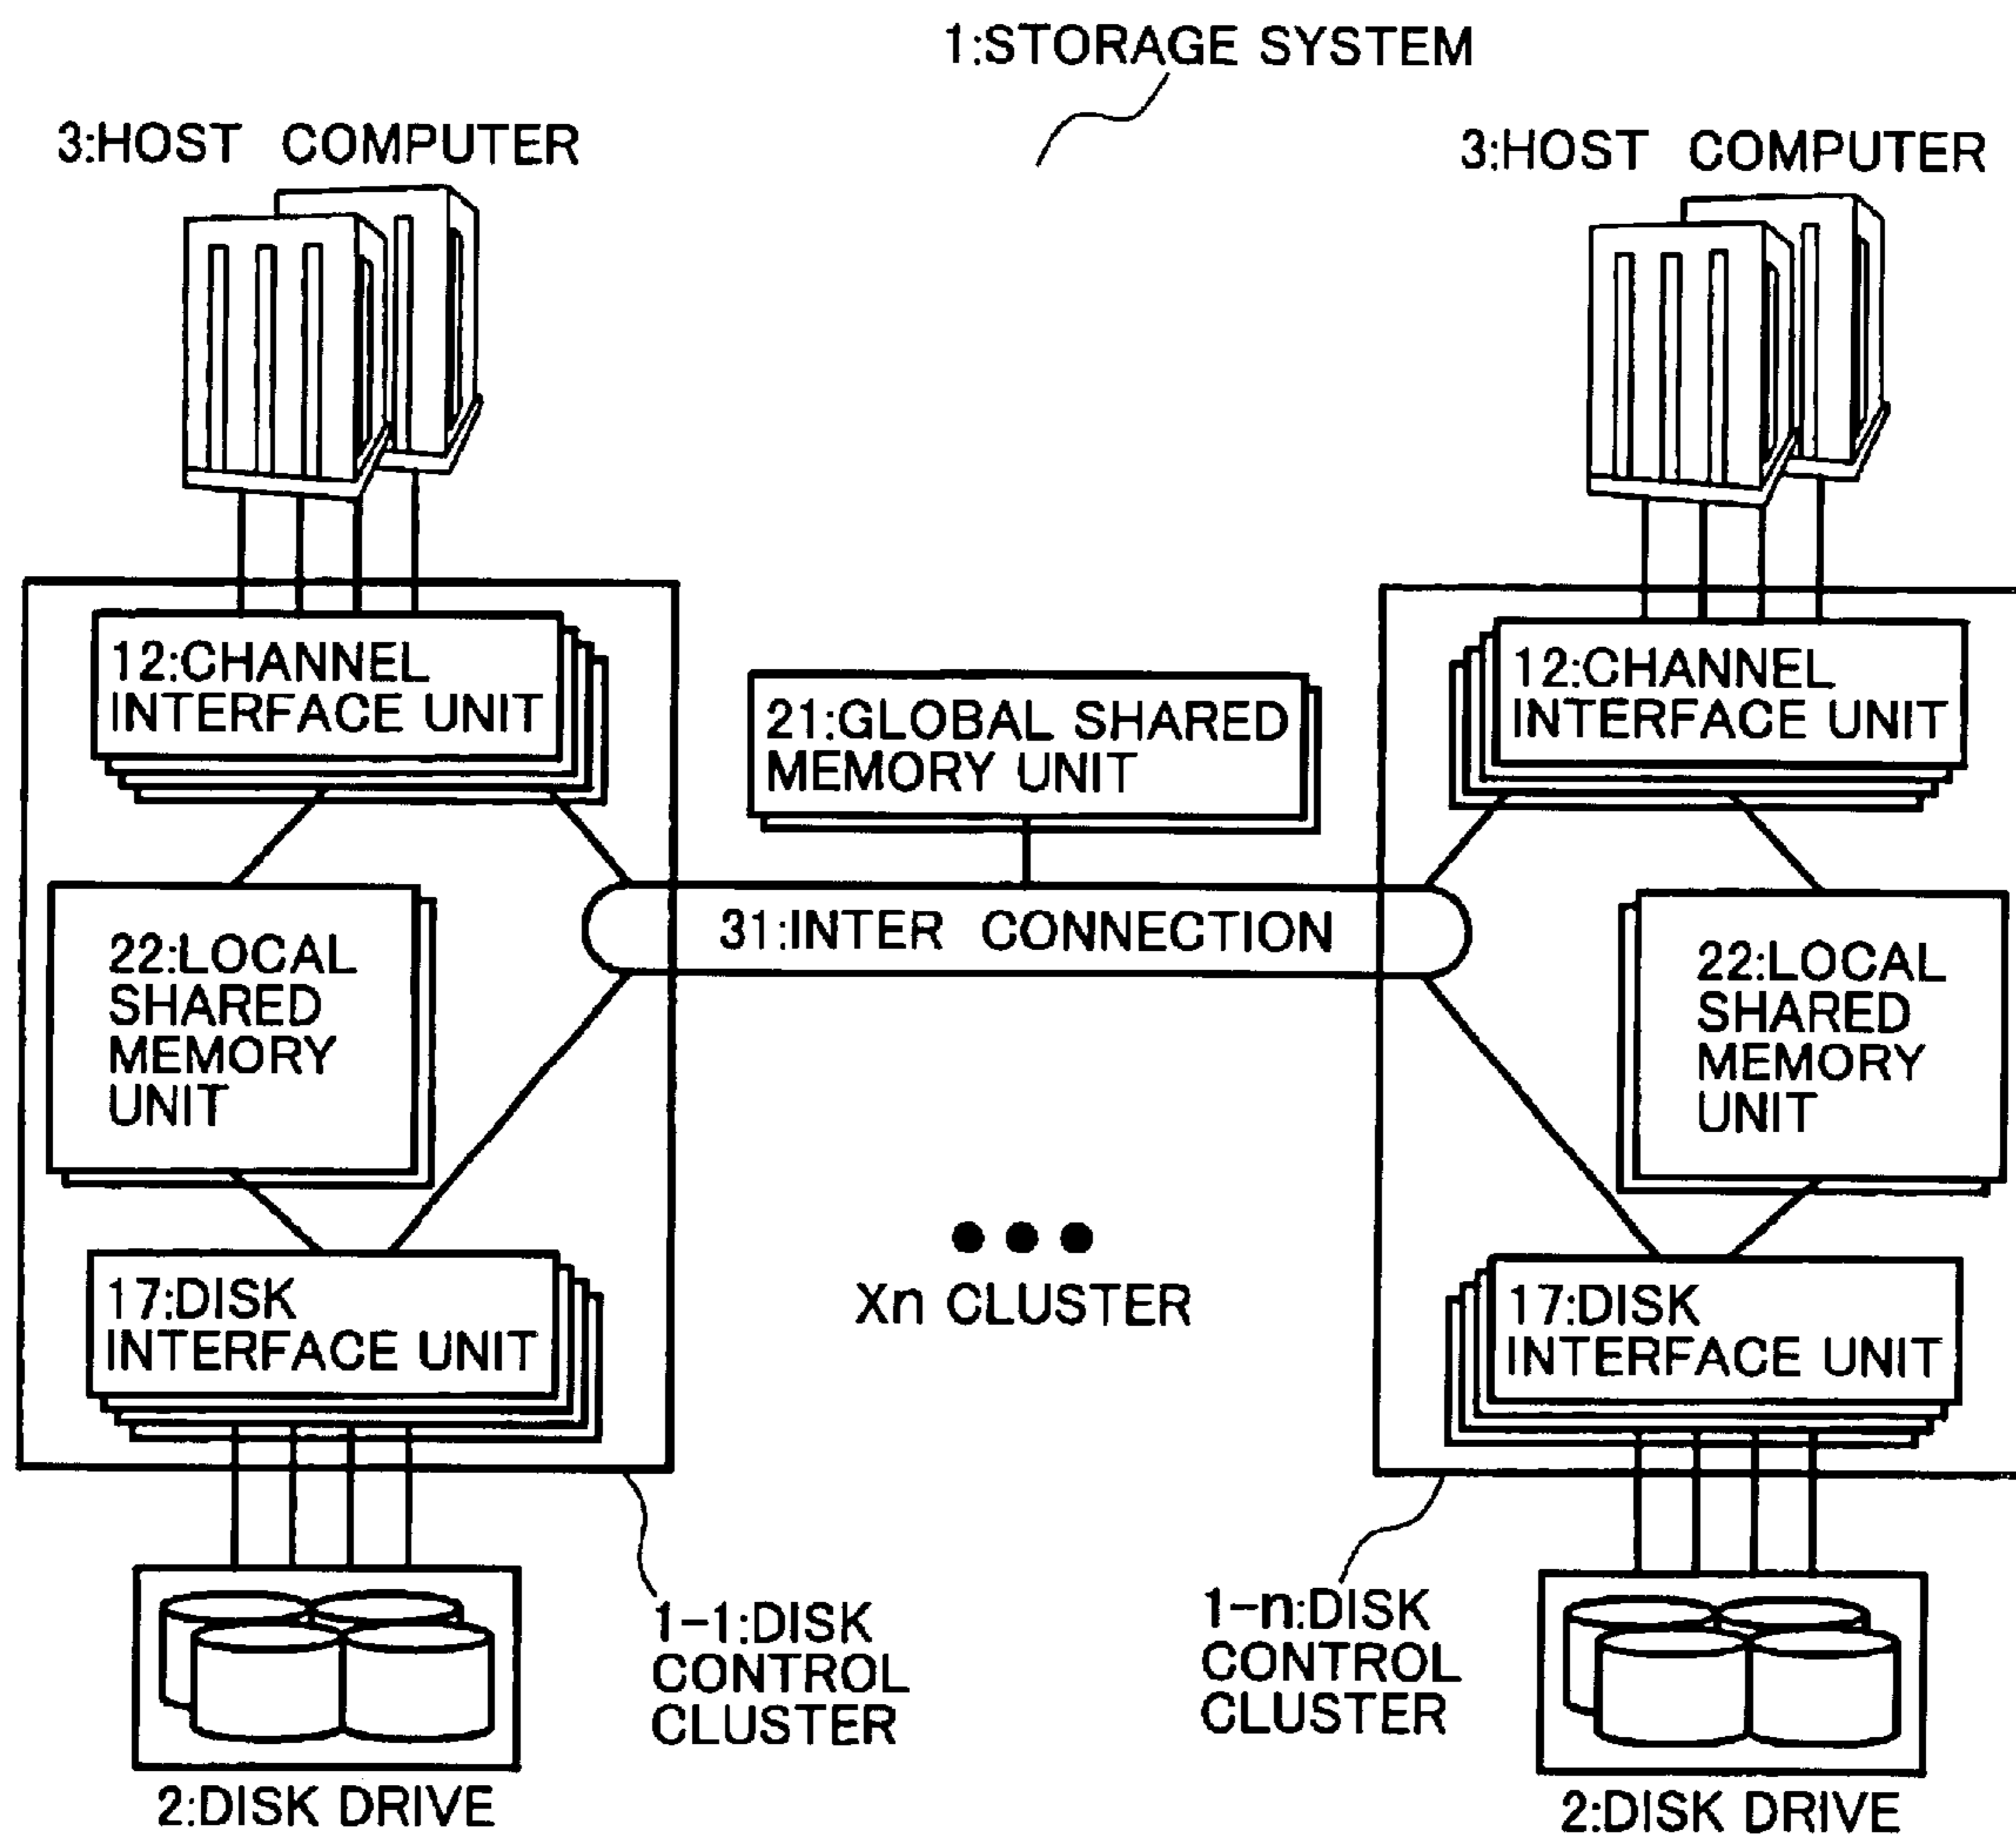 1:STORAGE SYSTEM
3:HOST COMPUTER
3:HOST COMPUTER
12:CHANNEL
INTERFACE UNIT
21:GLOBAL SHARED
MEMORY UNIT
12:CHANNEL
INTERFACE UNIT
31:INTER CONNECTION
22:LOCAL
SHARED
MEMORY
UNIT
22:LOCAL
SHARED
MEMORY
UNIT
Xn CLUSTER
17:DISK
INTERFACE UNIT
17:DISK
INTERFACE UNIT
1-1:DISK
CONTROL
CLUSTER
1-n:DISK
CONTROL
CLUSTER
2:DISK DRIVE
2:DISK DRIVE